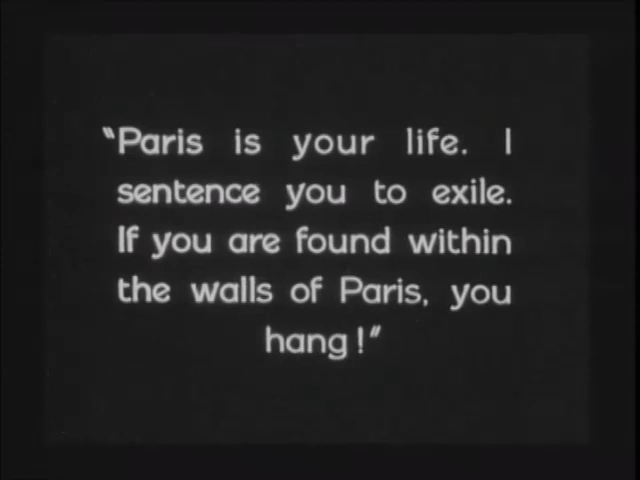 "Paris is your life. I
sentence you to exile.
If you are found within
the walls of Paris, you
hang!"